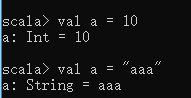 scala> val a = 10
a: Int = 10
scala> val a = "aaa"
a: String = aaa